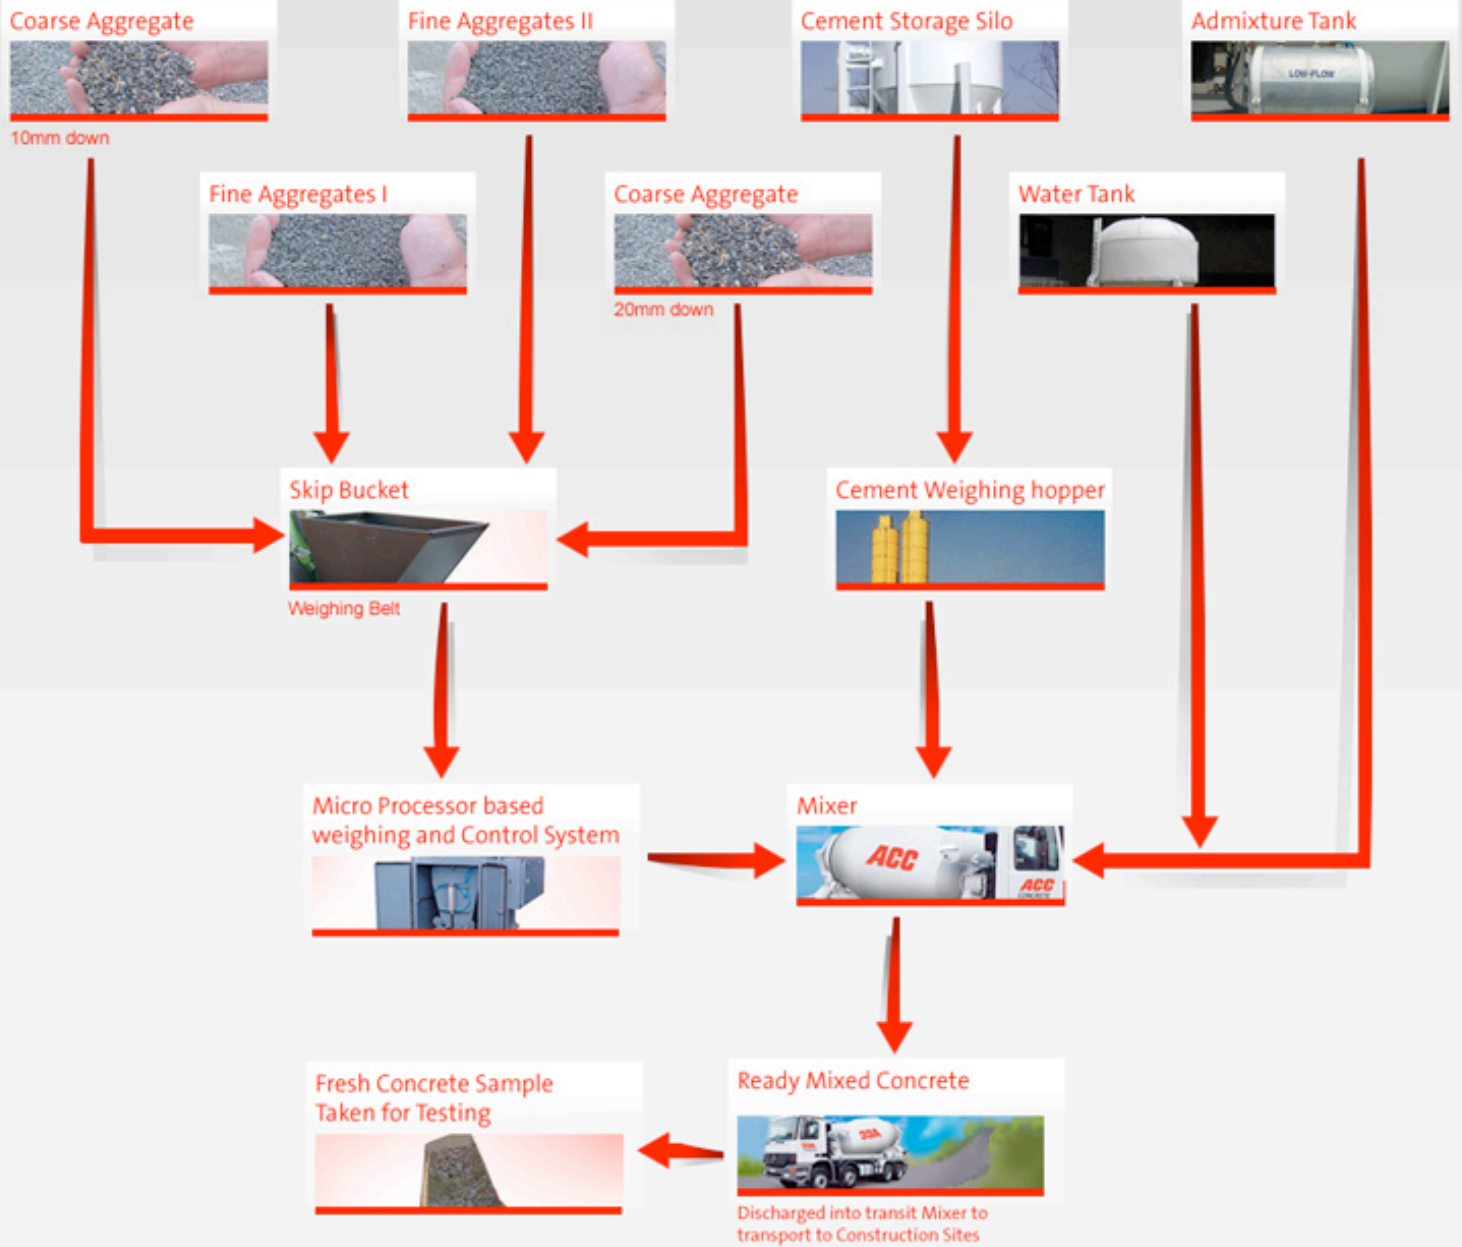 Coarse Aggregate
10mm down
Fine Aggregates II
Cement Storage Silo
Admixture Tank
LOW-FLOW
Fine Aggregates I
Coarse Aggregate
20mm down
Water Tank
Skip Bucket
Weighing Belt
Cement Weighing hopper
Micro Processor based
weighing and Control System
Mixer
ACC
ACC
CONCRETE
Fresh Concrete Sample
Taken for Testing
Ready Mixed Concrete
Discharged into transit Mixer to
transport to Construction Sites